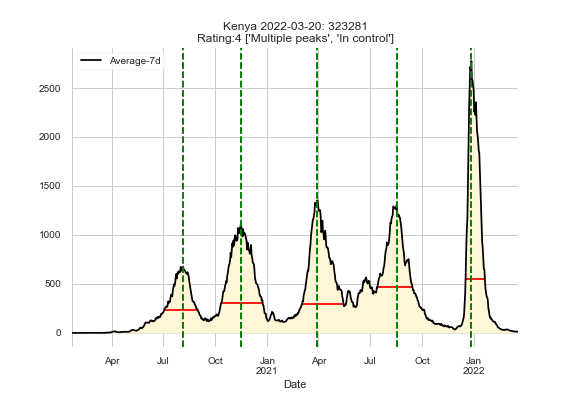 Kenya 2022-03-20: 323281
Rating:4 ['Multiple peaks', 'In control']
Average-7d
2500
2000
1500
1000
500
0
Apr Jul Oct Jan Apr Jul Oct Jan
2021 2022
Date